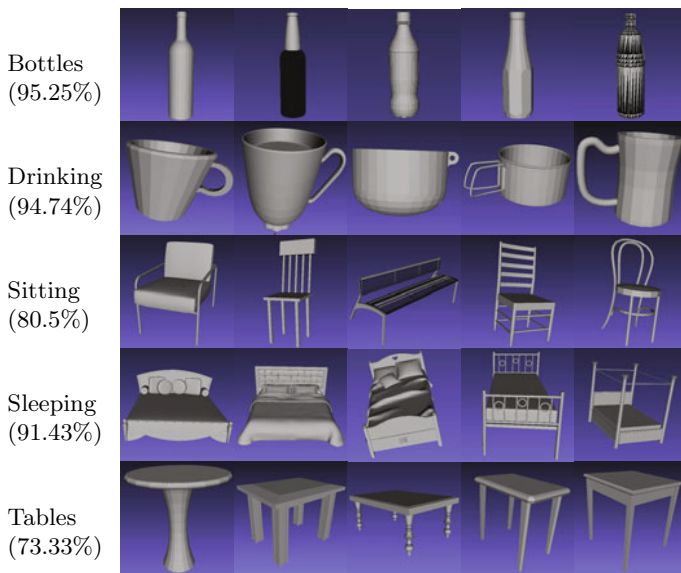 Bottles
(95.25%)
Drinking
(94.74%)
Sitting
(80.5%)
Sleeping
(91.43%)
Tables
(73.33%)